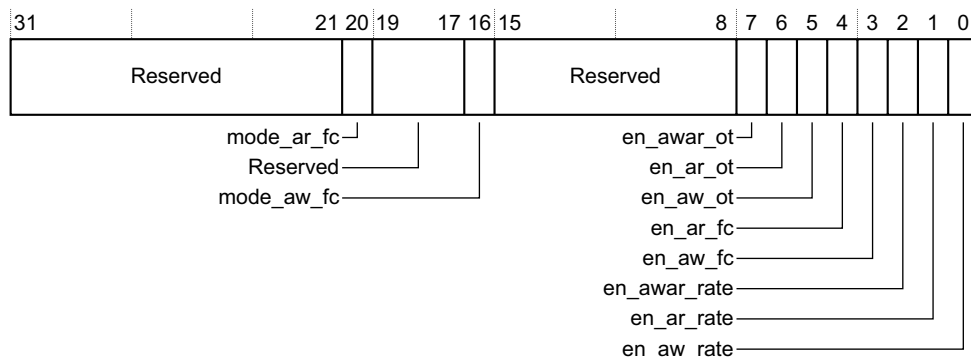 31 21 20 19 17 16 15 8 7 6 5 4 3 2 1 0
Reserved Reserved
mode_ar_fc en_awar_ot
Reserved en_ar_ot
mode_aw_fc en_aw_ot
en_ar_fc
en_aw_fc
en_awar_rate
en_ar_rate
en_aw_rate